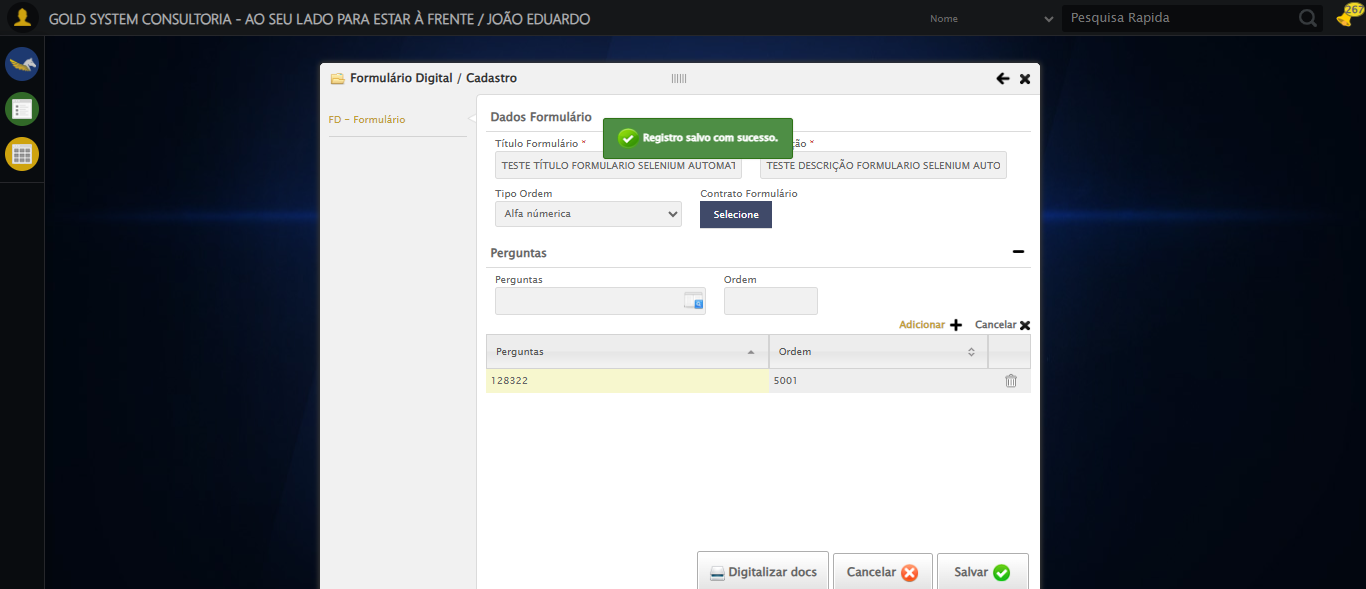 GOLD SYSTEM CONSULTORIA - AO SEU LADO PARA ESTAR À FRENTE / JOÃO EDUARDO
Nome
Pesquisa Rapida
267
Formulário Digital / Cadastro
FD - Formulário
Dados Formulário
Registro salvo com sucesso.
Título Formulário *
ção *
TESTE TÍTULO FORMULARIO SELENIUM AUTOMAT
TESTE DESCRIÇÃO FORMULARIO SELENIUM AUTO
Tipo Ordem
Contrato Formulário
Alfa númerica
Selecione
Perguntas
Perguntas
Ordem
Adicionar
Cancelar
Perguntas
Ordem
128322
5001
Digitalizar docs
Cancelar
Salvar